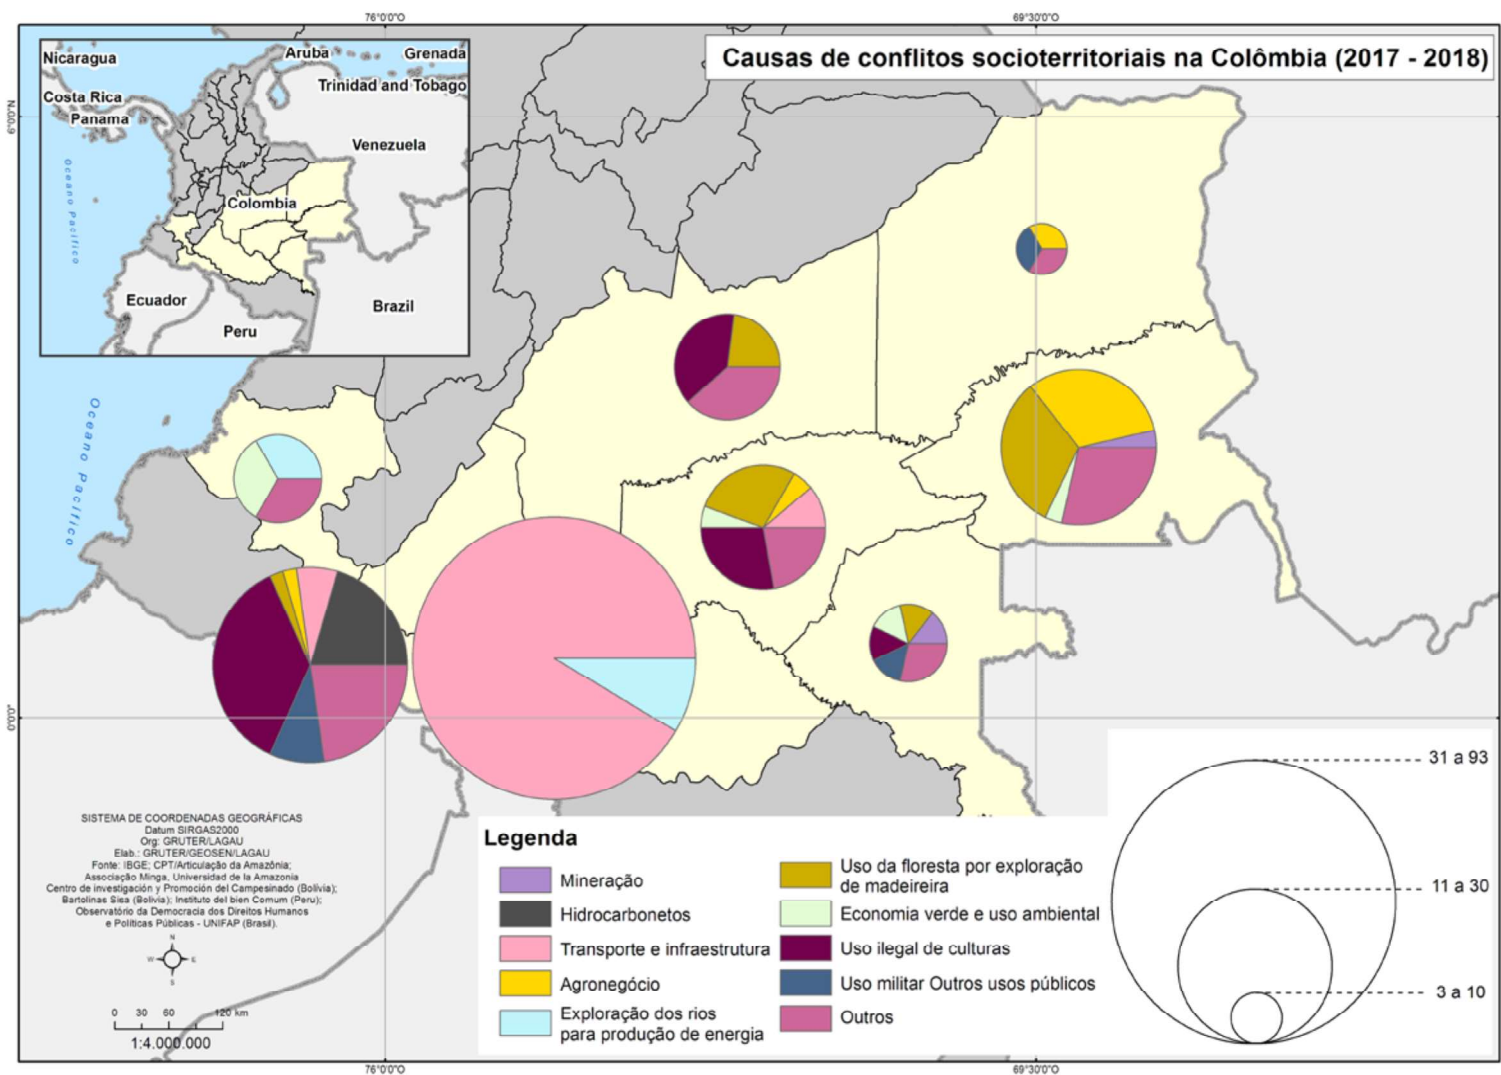 76°0'0"O
69°30'0"O
Causas de conflitos socioterritoriais na Colômbia (2017 - 2018)
Nicaragua
Aruba
Grenada
Trinidad and Tobago
Costa Rica
Panama
Venezuela
Oceano Pacífico
Colombia
Ecuador
Brazil
Peru
6°0'0"N
Oceano Pacífico
0°0'0"
SISTEMA DE COORDENADAS GEOGRÁFICAS
Datum SIRGAS2000
Org: GRUTER/LAGAU
Elab.: GRUTER/GEOSEN/LAGAU
Fonte: IBGE; CPT/Articulação da Amazônia;
Associação Minga, Universidad de la Amazonia
Centro de investigación y Promoción del Campesinado (Bolívia);
Bartolinas Sisa (Bolivia); Instituto del bien Comum (Peru);
Observatório da Democracia dos Direitos Humanos
e Políticas Públicas - UNIFAP (Brasil).
N
W E
S
0 30 60 120 km
1:4.000.000
Legenda
Mineração
Hidrocarbonetos
Transporte e infraestrutura
Agronegócio
Exploração dos rios
para produção de energia
Uso da floresta por exploração
de madeireira
Economia verde e uso ambiental
Uso ilegal de culturas
Uso militar Outros usos públicos
Outros
31 a 93
11 a 30
3 a 10
76°0'0"O
69°30'0"O